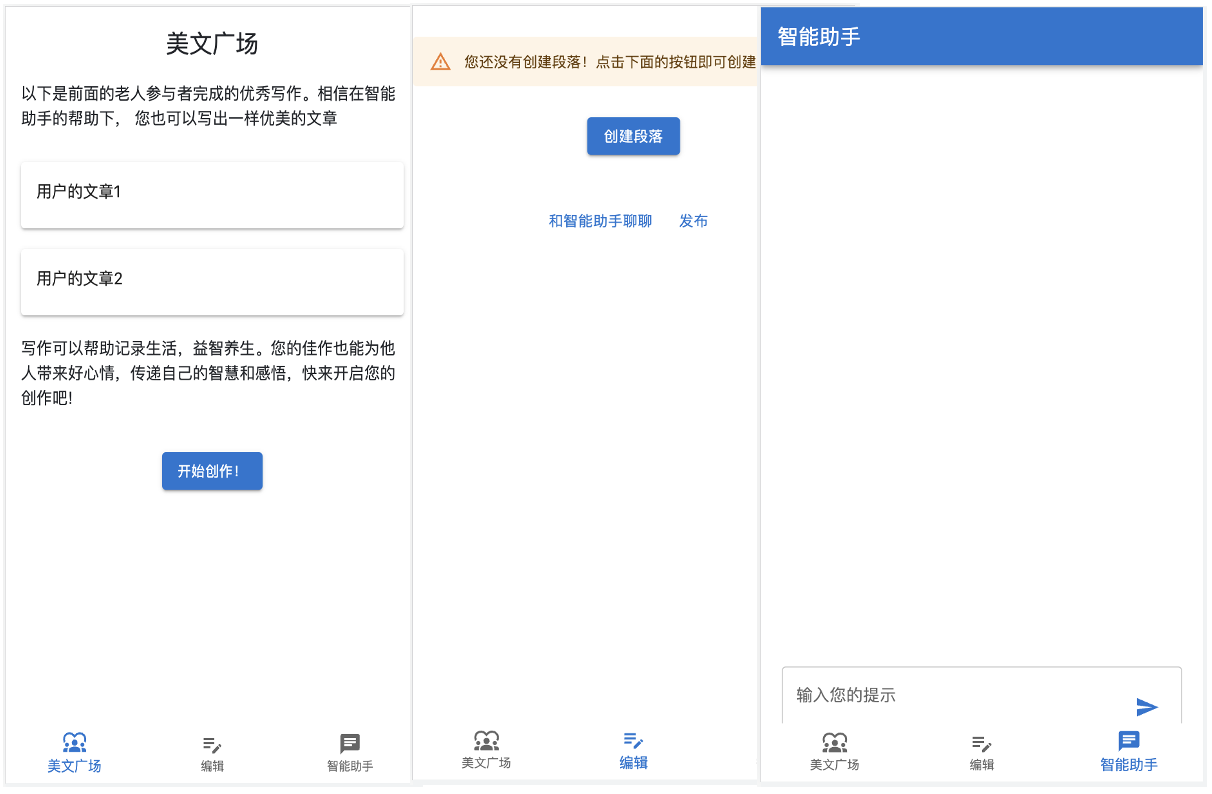 美文广场
以下是前面的老人参与者完成的优秀写作。相信在智能
助手的帮助下， 您也可以写出一样优美的文章
用户的文章1
用户的文章2
写作可以帮助记录生活，益智养生。您的佳作也能为他
人带来好心情，传递自己的智慧和感悟，快来开启您的
创作吧！
开始创作！
美文广场
编辑
智能助手
您还没有创建段落！点击下面的按钮即可创建
创建段落
和智能助手聊聊
发布
美文广场
编辑
智能助手
输入您的提示
美文广场
编辑
智能助手